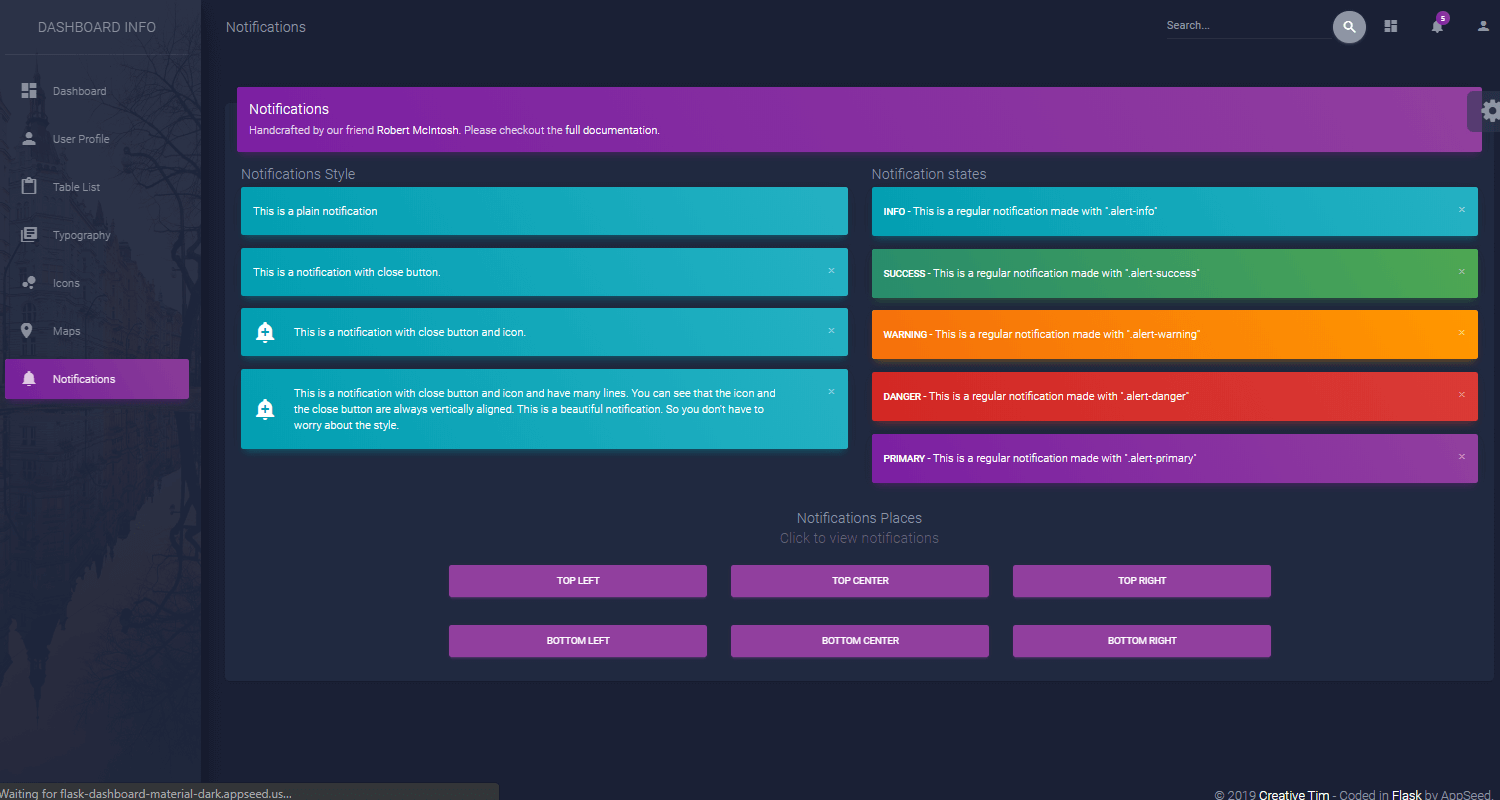 DASHBOARD INFO
Dashboard
User Profile
Table List
Typography
Icons
Maps
Notifications
Notifications
Search...
5
Notifications
Handcrafted by our friend Robert McIntosh. Please checkout the full documentation.
Notifications Style
This is a plain notification
This is a notification with close button.
×
This is a notification with close button and icon.
×
This is a notification with close button and icon and have many lines. You can see that the icon and
the close button are always vertically aligned. This is a beautiful notification. So you don't have to
worry about the style.
×
Notification states
INFO - This is a regular notification made with ".alert-info"
×
SUCCESS - This is a regular notification made with ".alert-success"
×
WARNING - This is a regular notification made with ".alert-warning"
×
DANGER - This is a regular notification made with ".alert-danger"
×
PRIMARY - This is a regular notification made with ".alert-primary"
×
Notifications Places
Click to view notifications
TOP LEFT
TOP CENTER
TOP RIGHT
BOTTOM LEFT
BOTTOM CENTER
BOTTOM RIGHT
Waiting for flask-dashboard-material-dark.appseed.us...
© 2019 Creative Tim - Coded in Flask by AppSeed.